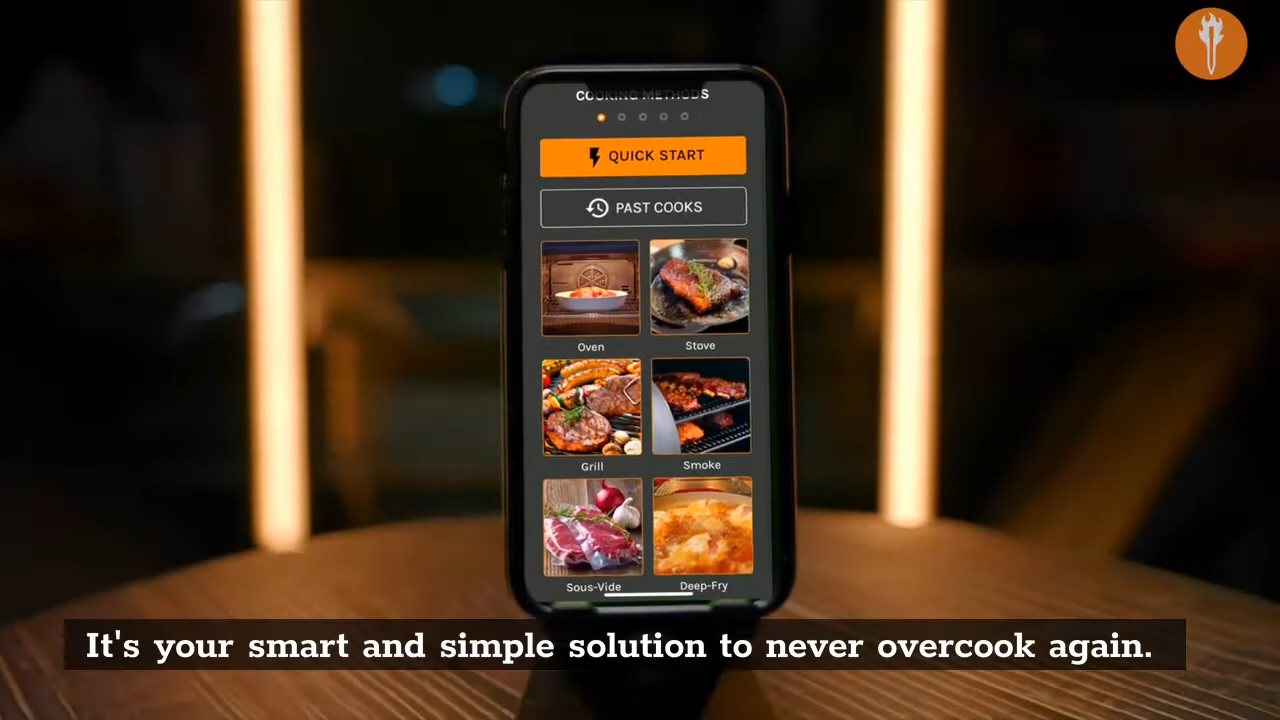 COOKING METHODS
QUICK START
PAST COOKS
Oven
Stove
Grill
Smoke
Sous-Vide
Deep-Fry
It's your smart and simple solution to never overcook again.